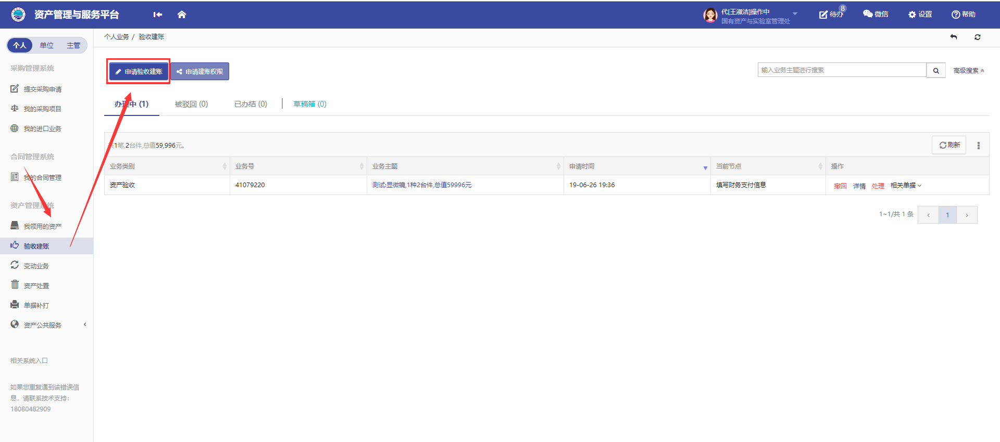 资产管理与服务平台
代[王淑洁]操作中
国有资产与实验室管理处
待办
8
微信
设置
帮助
个人
单位
主管
个人业务 / 验收建账
采购管理系统
提交采购申请
我的采购项目
我的进口业务
合同管理系统
我的合同管理
资产管理系统
我领用的资产
验收建账
变动业务
资产处置
单据补打
资产公共服务
相关系统入口
如果您重复遇到该错误信
息，请联系技术支持：
18080482909
申请验收建账
申请建账权限
输入业务主题进行搜索
高级搜索
办理中 (1)
被驳回 (0)
已办结 (0)
草稿箱 (0)
共1笔,2台件,总值59,996元。
刷新
业务类别
业务号
业务主题
申请时间
当前节点
操作
资产验收
41079220
测试:显微镜,1种2台件,总值59996元
19-06-26 19:36
填写财务支付信息
撤回
详情
处理
相关单据
1~1/共 1 条
‹
1
›